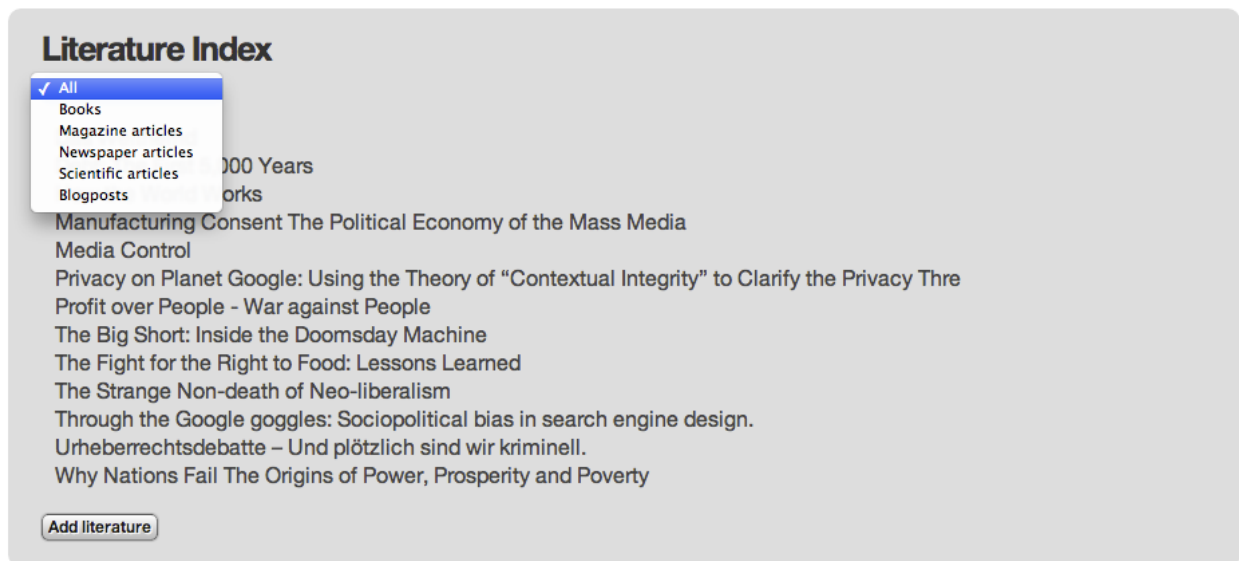 Literature Index
✓ All
Books
Magazine articles
Newspaper articles
Scientific articles
Blogposts
000 Years
Works
Manufacturing Consent The Political Economy of the Mass Media
Media Control
Privacy on Planet Google: Using the Theory of “Contextual Integrity” to Clarify the Privacy Thre
Profit over People - War against People
The Big Short: Inside the Doomsday Machine
The Fight for the Right to Food: Lessons Learned
The Strange Non-death of Neo-liberalism
Through the Google goggles: Sociopolitical bias in search engine design.
Urheberrechtsdebatte – Und plötzlich sind wir kriminell.
Why Nations Fail The Origins of Power, Prosperity and Poverty
Add literature